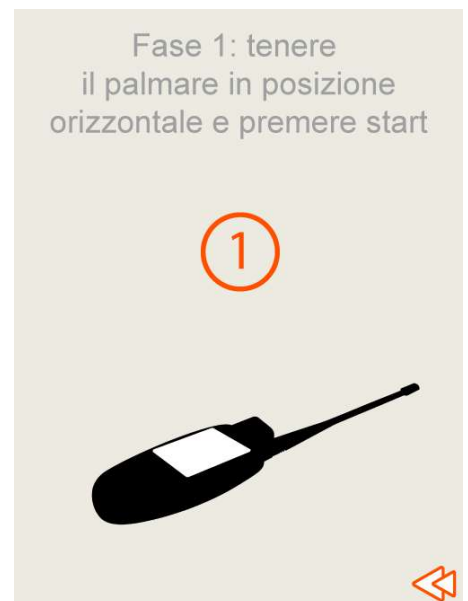 Fase 1: tenere
il palmare in posizione
orizzontale e premere start
1